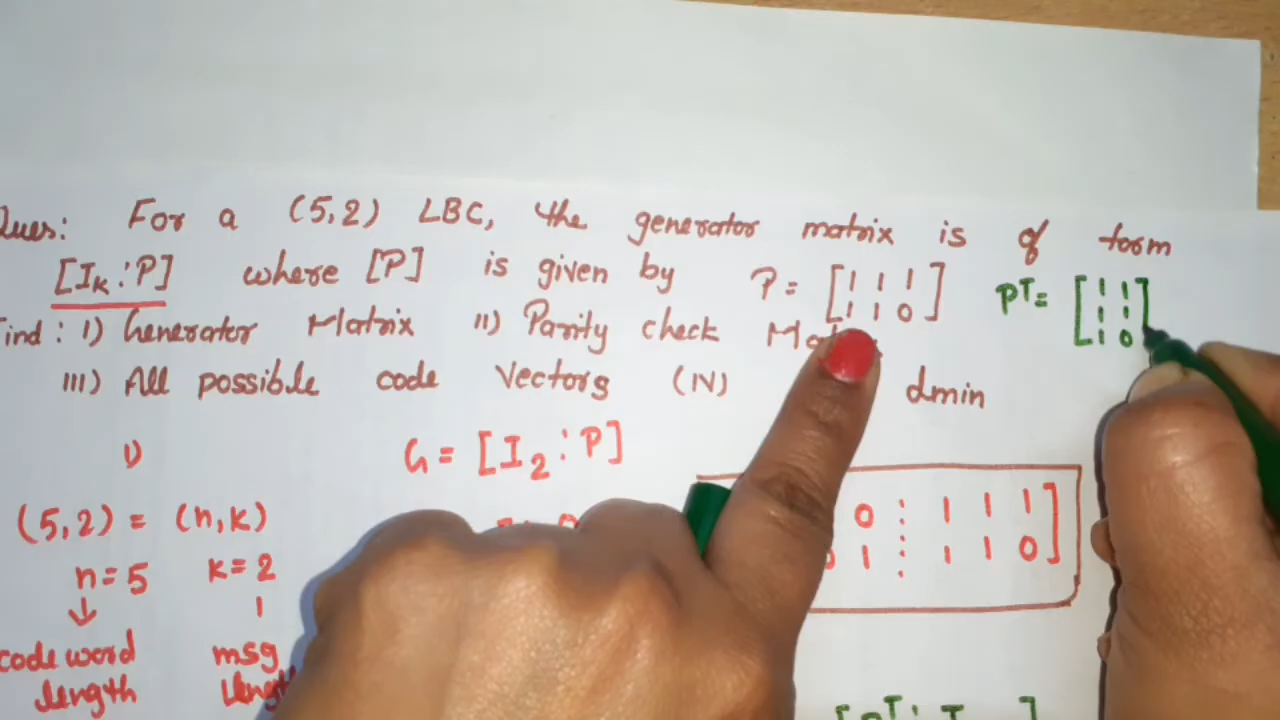 Ques: For a (5,2) LBC, the generator matrix is of form
[Ik : P] where [P] is given by P = [1 1 1
1 1 0] PT = [1 1
1 1
1 0]
Find : I) Generator Matrix II) Parity check
III) All possible code Vectors (IV) dmin
I) G = [I2 : P]
(5,2) = (n,k)
0 : 1 1 1]
1 : 1 1 0]
n=5 k=2
code word msg
length length
[PT : I ]